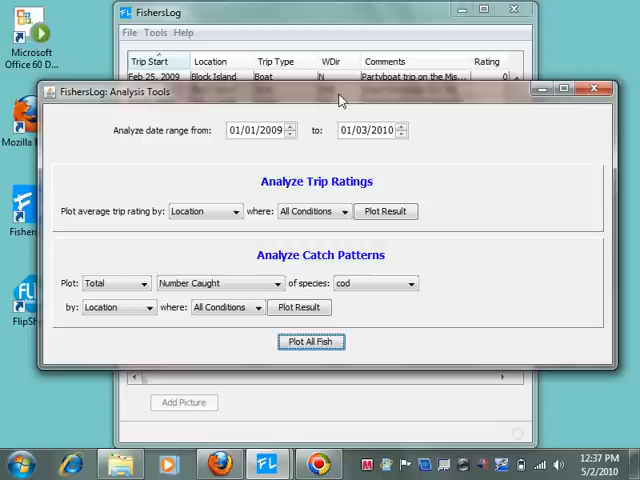 Microsoft
Office 60 D...
Mozilla
Fishers
FlipSh
FishersLog
File Tools Help
Trip Start Location Trip Type WDir Comments Rating
Feb 25, 2009 Block Island Boat N Partyboat trip on the Mis... 0
FishersLog: Analysis Tools
Analyze date range from: 01/01/2009 to: 01/03/2010
Analyze Trip Ratings
Plot average trip rating by: Location where: All Conditions Plot Result
Analyze Catch Patterns
Plot: Total Number Caught of species: cod
by: Location where: All Conditions Plot Result
Plot All Fish
Add Picture
12:37 PM
5/2/2010